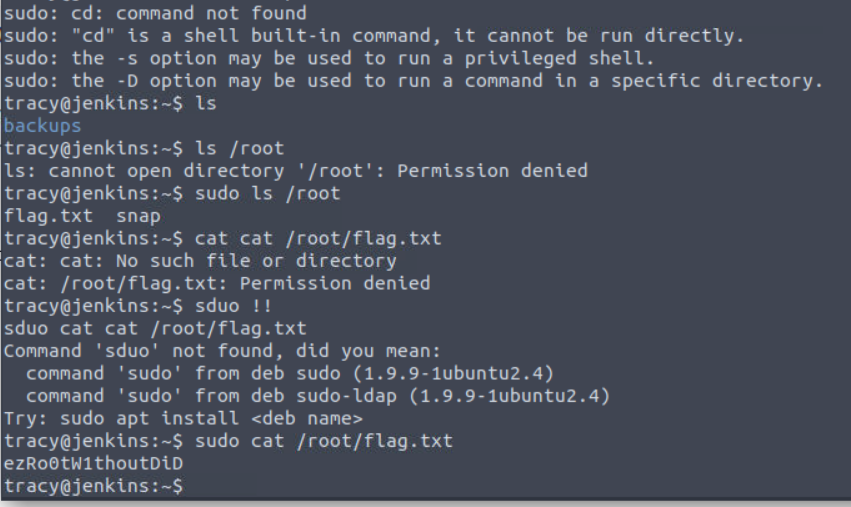 sudo: cd: command not found
sudo: "cd" is a shell built-in command, it cannot be run directly.
sudo: the -s option may be used to run a privileged shell.
sudo: the -D option may be used to run a command in a specific directory.
tracy@jenkins:~$ ls
backups
tracy@jenkins:~$ ls /root
ls: cannot open directory '/root': Permission denied
tracy@jenkins:~$ sudo ls /root
flag.txt  snap
tracy@jenkins:~$ cat cat /root/flag.txt
cat: cat: No such file or directory
cat: /root/flag.txt: Permission denied
tracy@jenkins:~$ sduo !!
sduo cat cat /root/flag.txt
Command 'sduo' not found, did you mean:
  command 'sudo' from deb sudo (1.9.9-1ubuntu2.4)
  command 'sudo' from deb sudo-ldap (1.9.9-1ubuntu2.4)
Try: sudo apt install <deb name>
tracy@jenkins:~$ sudo cat /root/flag.txt
ezRo0tW1thoutDiD
tracy@jenkins:~$